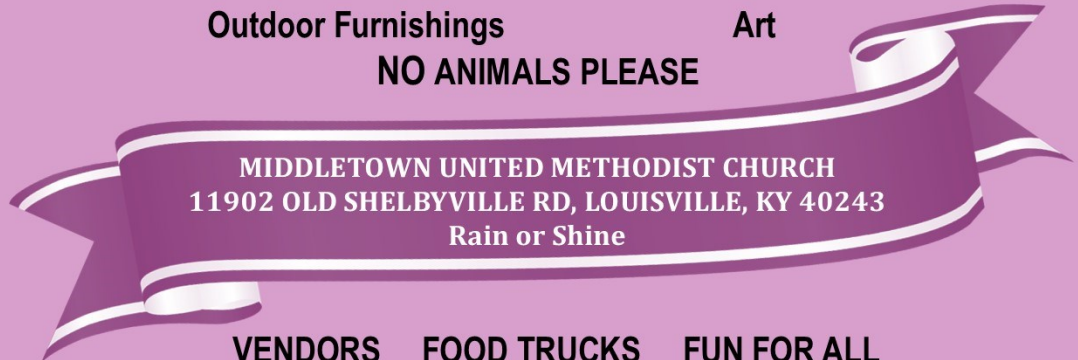 Outdoor Furnishings Art
NO ANIMALS PLEASE
MIDDLETOWN UNITED METHODIST CHURCH
11902 OLD SHELBYVILLE RD, LOUISVILLE, KY 40243
Rain or Shine
VENDORS FOOD TRUCKS FUN FOR ALL